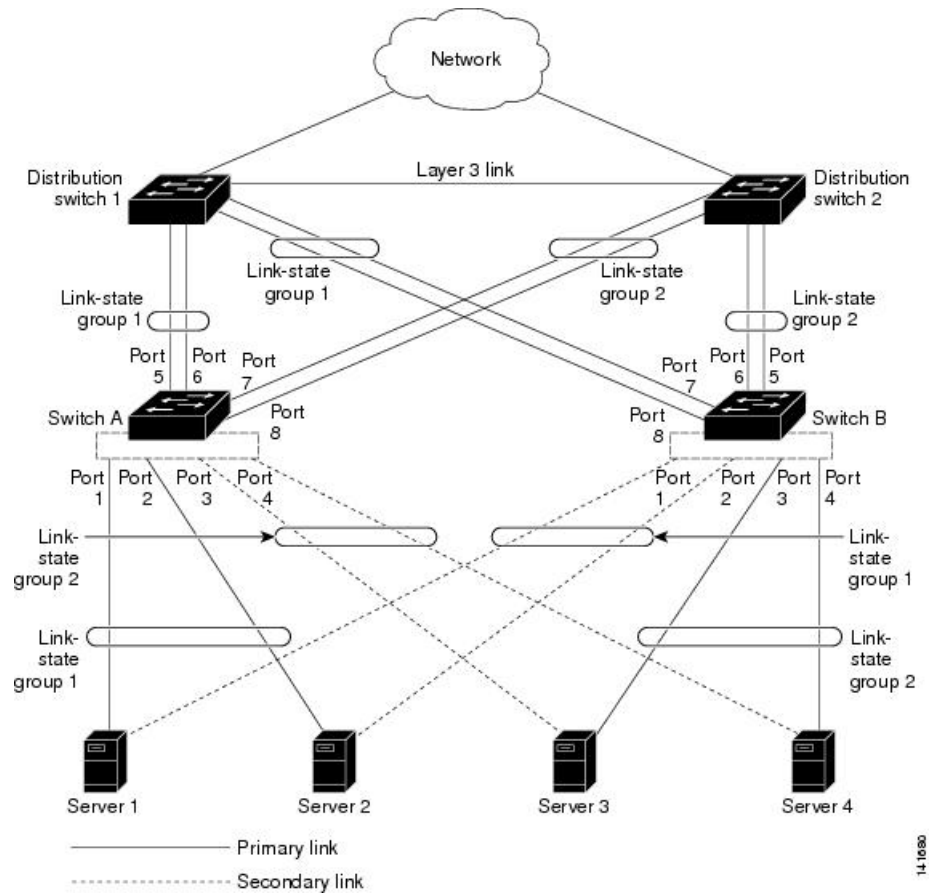 Network
Distribution
switch 1
Layer 3 link
Distribution
switch 2
Link-state
group 1
Link-state
group 2
Link-state
group 1
Link-state
group 2
Port
5
Port
6
Port
7
Port
7
Port
6
Port
5
Switch A
Port
8
Port
8
Switch B
Port
1
Port
2
Port
3
Port
4
Port
1
Port
2
Port
3
Port
4
Link-
state
group 2
Link-
state
group 1
Link-
state
group 1
Link-
state
group 2
Server 1
Server 2
Server 3
Server 4
Primary link
Secondary link
141680